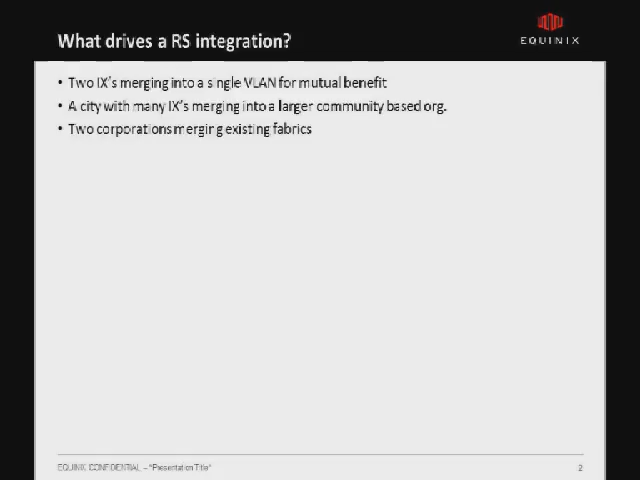 What drives a RS integration?
EQUINIX
• Two IX's merging into a single VLAN for mutual benefit
• A city with many IX's merging into a larger community based org.
• Two corporations merging existing fabrics
EQUINIX CONFIDENTIAL – "Presentation Title"
2